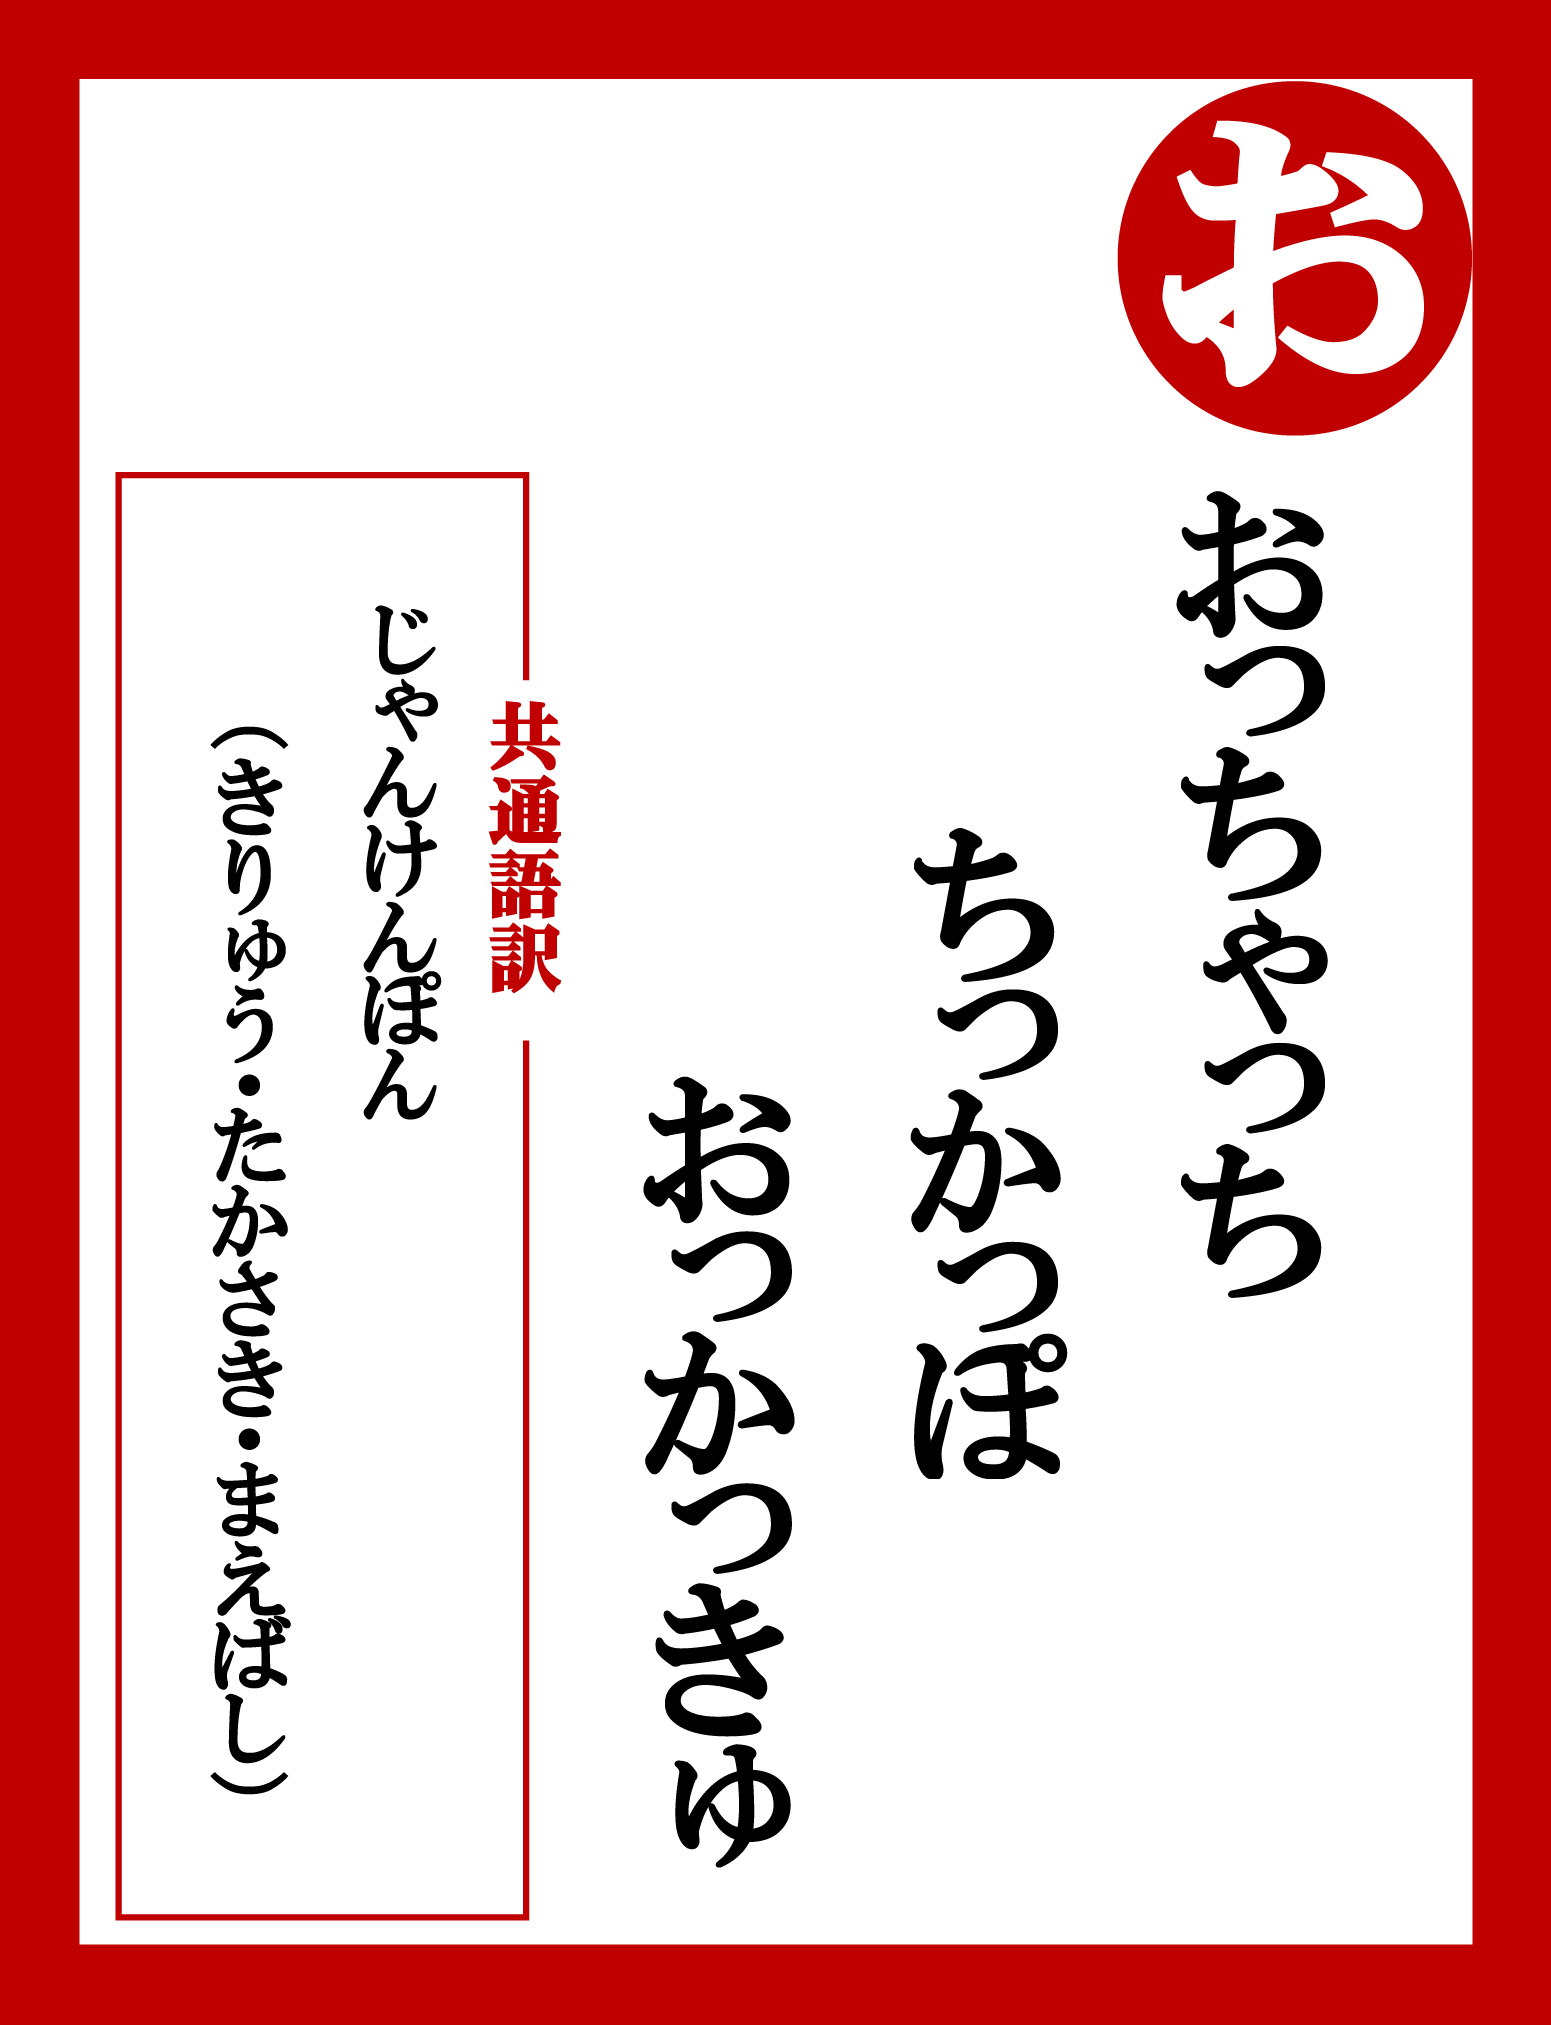 お
おっちゃっち
ちっかっぽ
おっかっきゅ
共通語訳
じゃんけんぽん
（きりゅう・たかさき・まえばし）